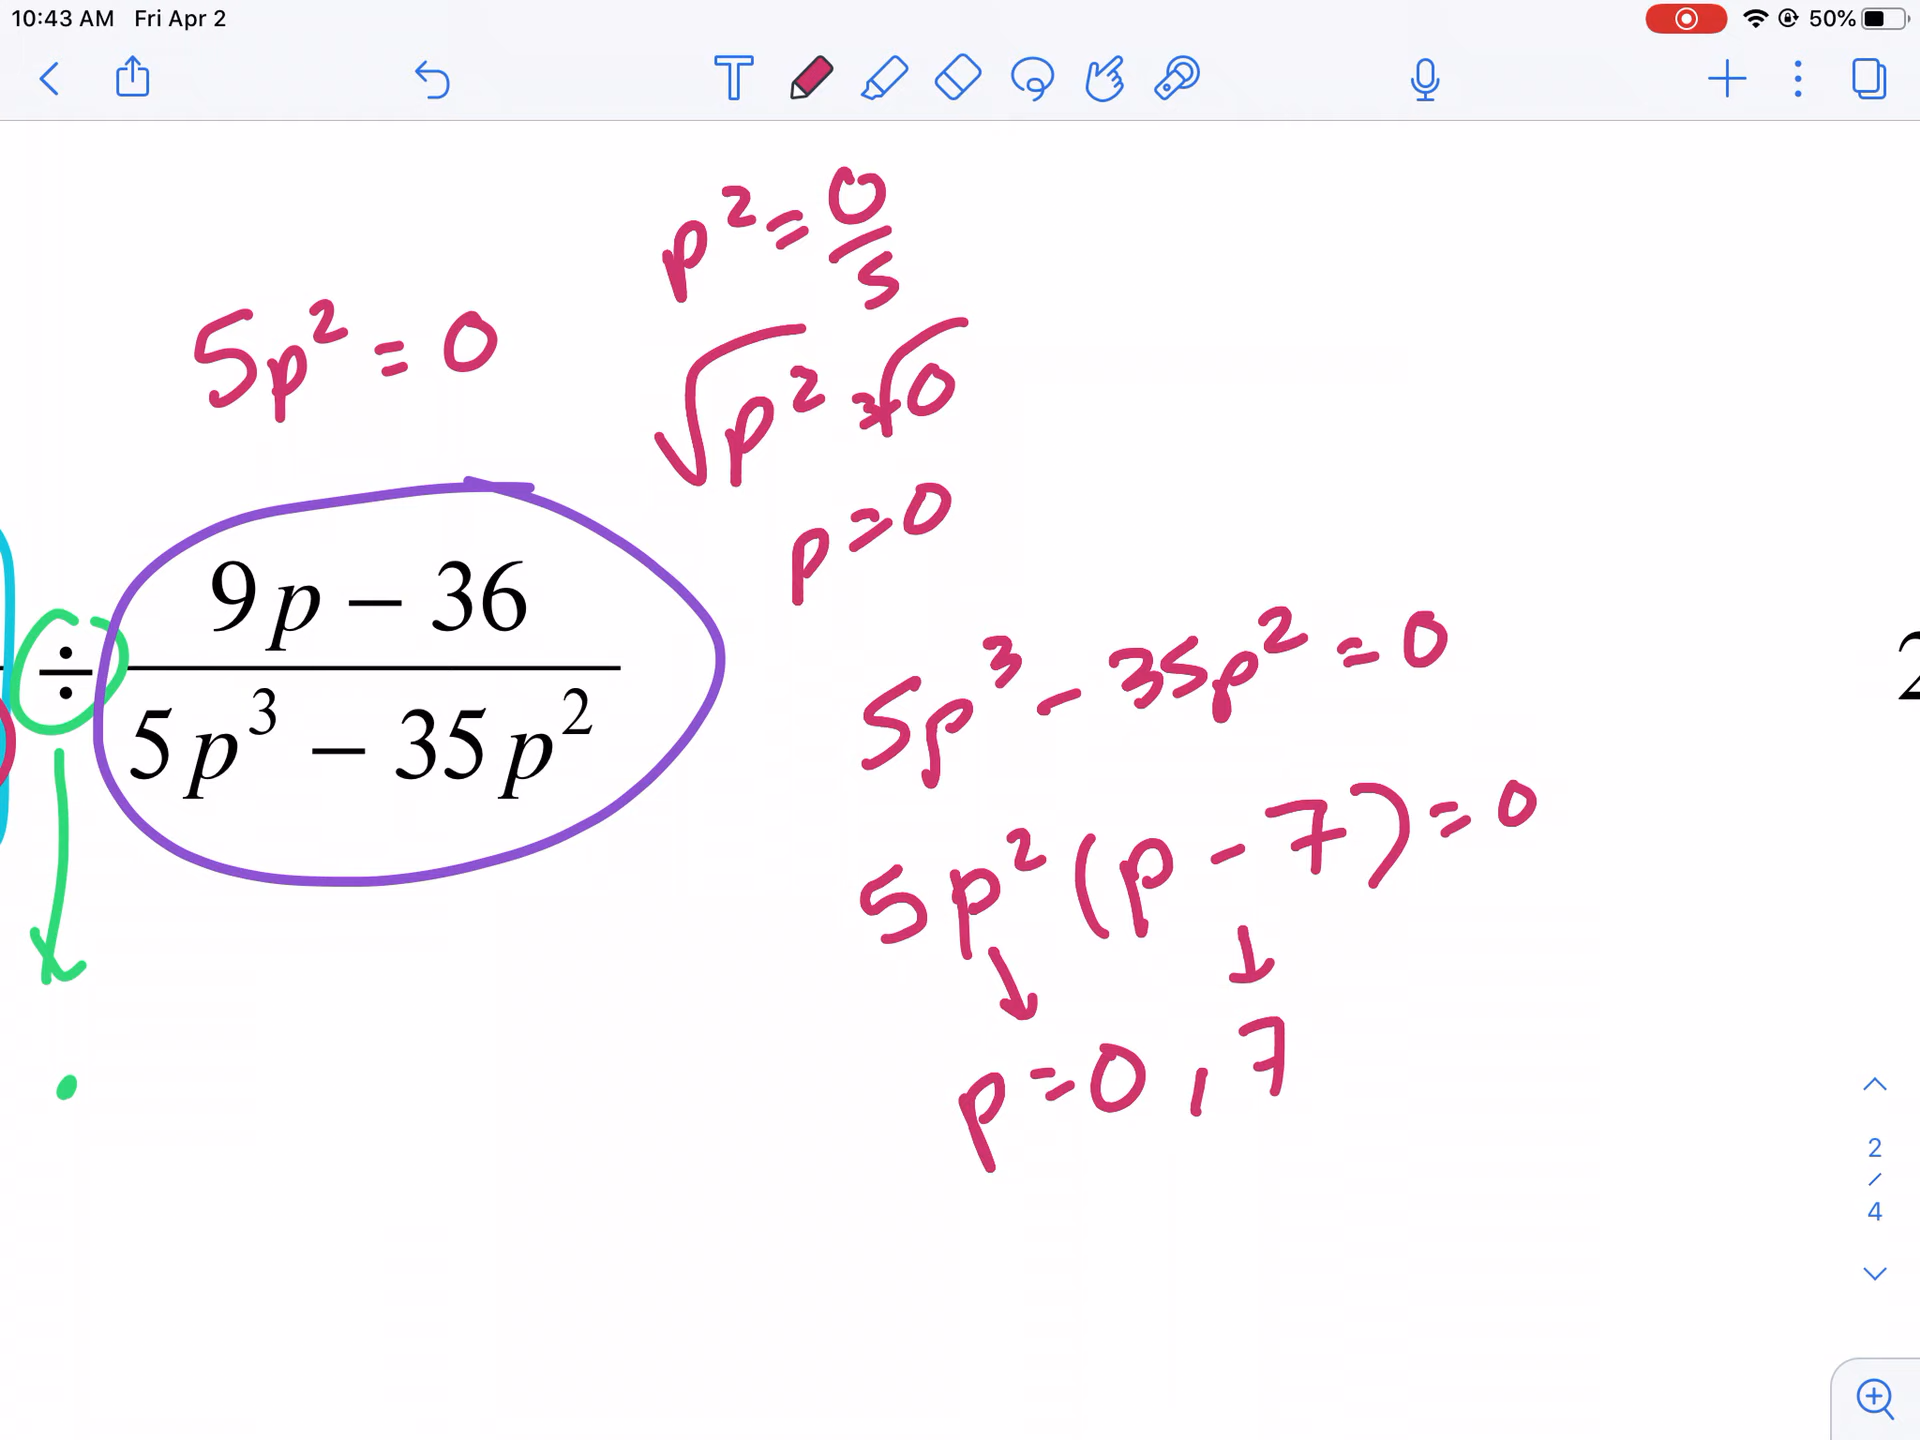 10:43 AM Fri Apr 2 50%
T
p² = 0/5
5p² = 0
√p² = √0
p = 0
÷ (9p − 36)/(5p³ − 35p²)
5p³ - 35p² = 0
2
5p² (p - 7) = 0
p = 0 , 7
2
/
4